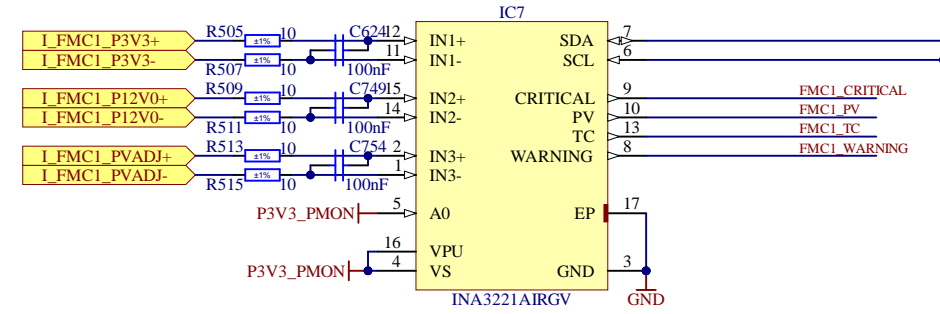 IC7
I_FMC1_P3V3+ R505 ±1% 10 C624 12 IN1+ SDA 7
I_FMC1_P3V3- R507 ±1% 10 100nF 11 IN1- SCL 6
I_FMC1_P12V0+ R509 ±1% 10 C749 15 IN2+ CRITICAL 9 FMC1_CRITICAL
I_FMC1_P12V0- R511 ±1% 10 100nF 14 IN2- PV 10 FMC1_PV
TC 13 FMC1_TC
I_FMC1_PVADJ+ R513 ±1% 10 C754 2 IN3+ WARNING 8 FMC1_WARNING
I_FMC1_PVADJ- R515 ±1% 10 100nF 1 IN3-
P3V3_PMON 5 A0 EP 17
16 VPU
P3V3_PMON 4 VS GND 3
INA3221AIRGV GND